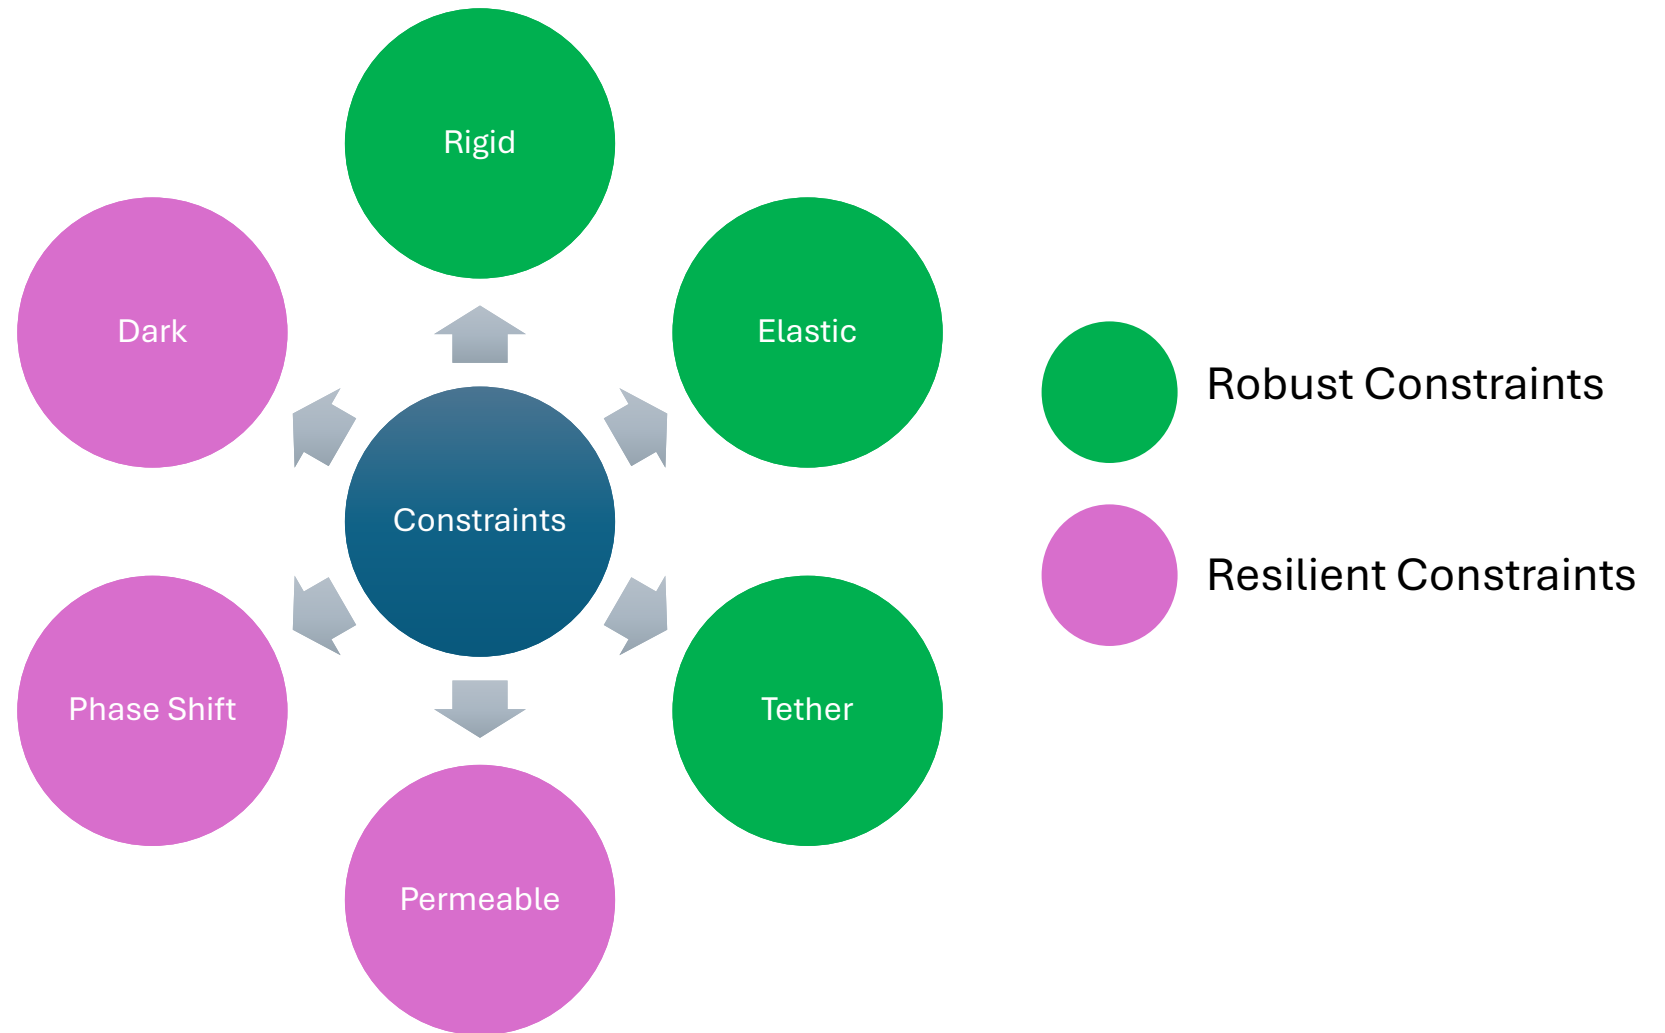 Rigid
Dark
Elastic
Constraints
Phase Shift
Tether
Permeable
Robust Constraints
Resilient Constraints